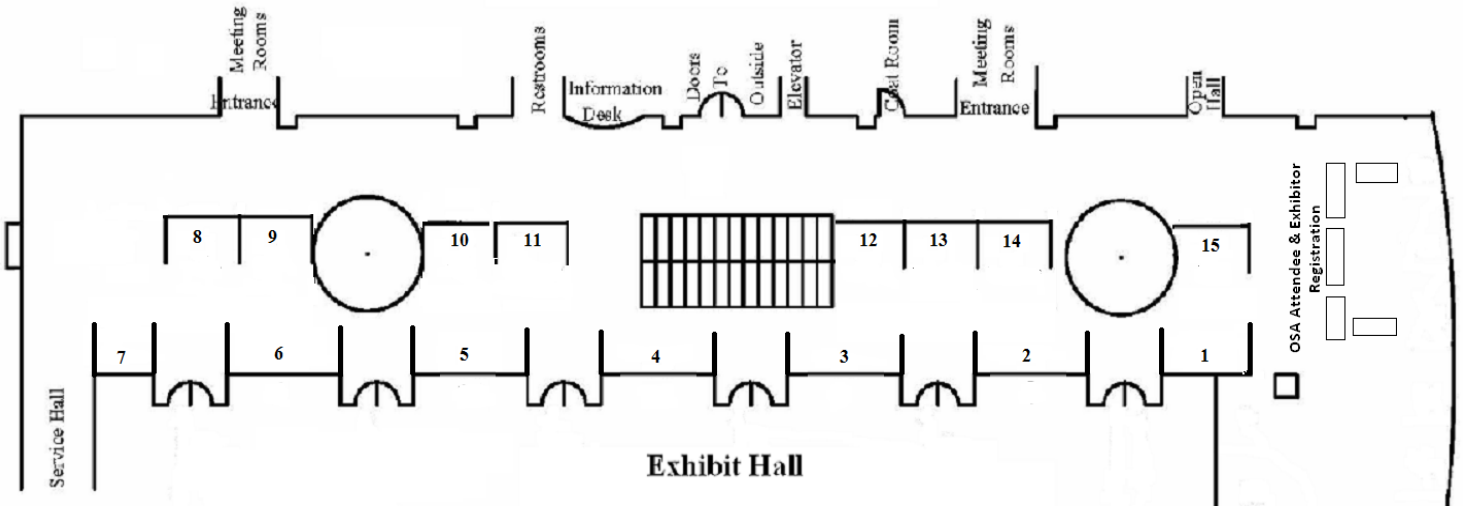 Meeting
Rooms
Entrance
Restrooms
Information
Desk
Doors
To
Outside
Elevator
Coat Room
Meeting
Rooms
Entrance
Open
Hall
8
9
10
11
12
13
14
15
OSA Attendee & Exhibitor
Registration
7
6
5
4
3
2
1
Service Hall
Exhibit Hall